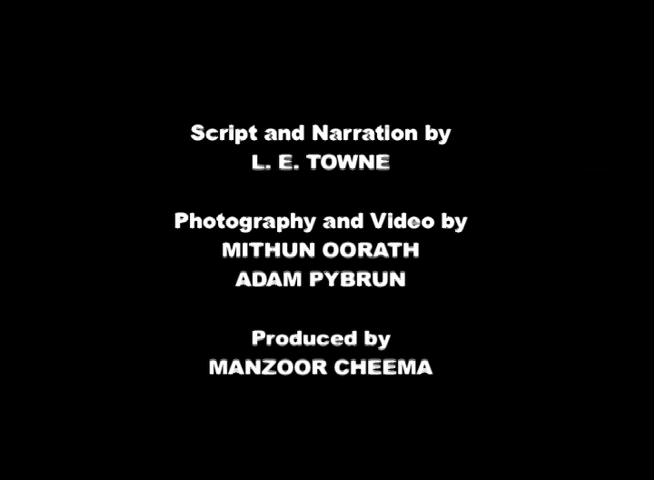 Script and Narration by
L. E. TOWNE
Photography and Video by
MITHUN OORATH
ADAM PYBRUN
Produced by
MANZOOR CHEEMA